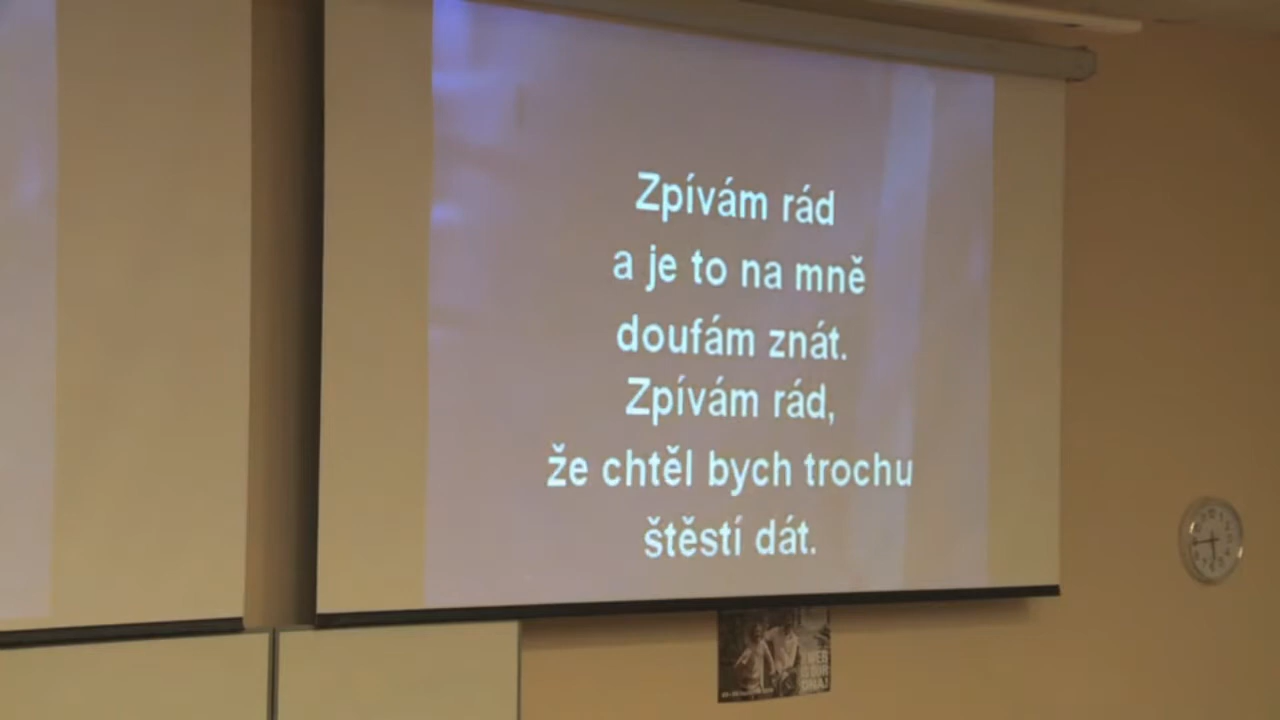 Zpívám rád
a je to na mně
doufám znát.
Zpívám rád,
že chtěl bych trochu
štěstí dát.